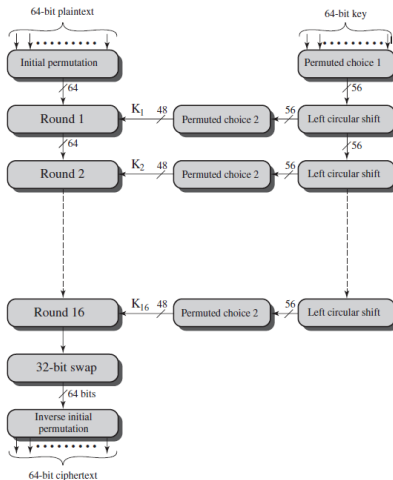 64-bit plaintext
64-bit key
Initial permutation
Permuted choice 1
64
56
Round 1
K1
48
Permuted choice 2
56
Left circular shift
64
56
Round 2
K2
48
Permuted choice 2
56
Left circular shift
Round 16
K16
48
Permuted choice 2
56
Left circular shift
32-bit swap
64 bits
Inverse initial
permutation
64-bit ciphertext